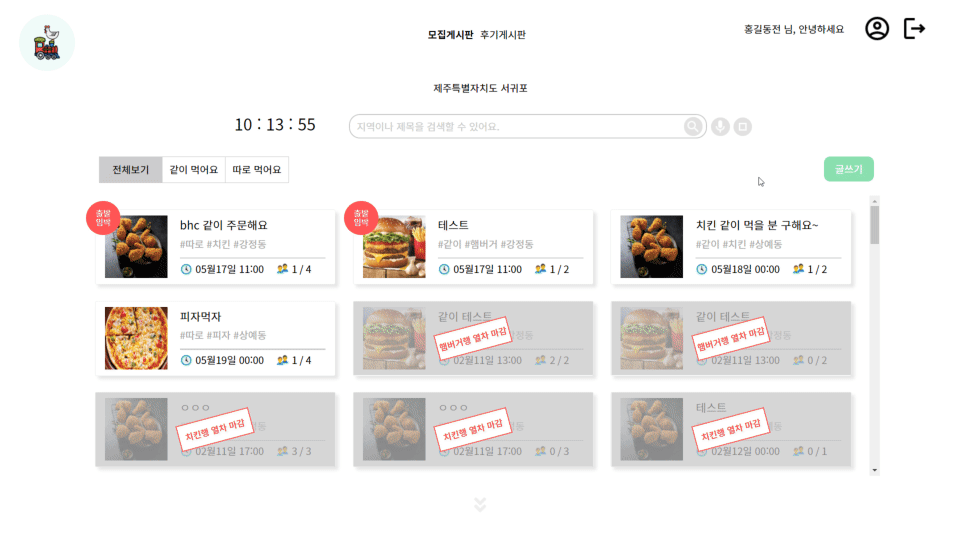 모집게시판 후기게시판
홍길동전 님, 안녕하세요
제주특별자치도 서귀포
10 : 13 : 55
지역이나 제목을 검색할 수 있어요.
전체보기 같이 먹어요 따로 먹어요
글쓰기
출발
임박
bhc 같이 주문해요
#따로 #치킨 #강정동
05월17일 11:00 1 / 4
출발
임박
테스트
#같이 #햄버거 #강정동
05월17일 11:00 1 / 2
치킨 같이 먹을 분 구해요~
#같이 #치킨 #상예동
05월18일 00:00 1 / 2
피자먹자
#따로 #피자 #상예동
05월19일 00:00 1 / 4
같이 테스트
햄버거행 열차 마감
02월11일 13:00 2 / 2
같이 테스트
햄버거행 열차 마감
02월11일 13:00 0 / 2
ㅇㅇㅇ
치킨행 열차 마감
02월11일 17:00 3 / 3
ㅇㅇㅇ
치킨행 열차 마감
02월11일 17:00 0 / 3
테스트
치킨행 열차 마감
02월12일 00:00 0 / 1